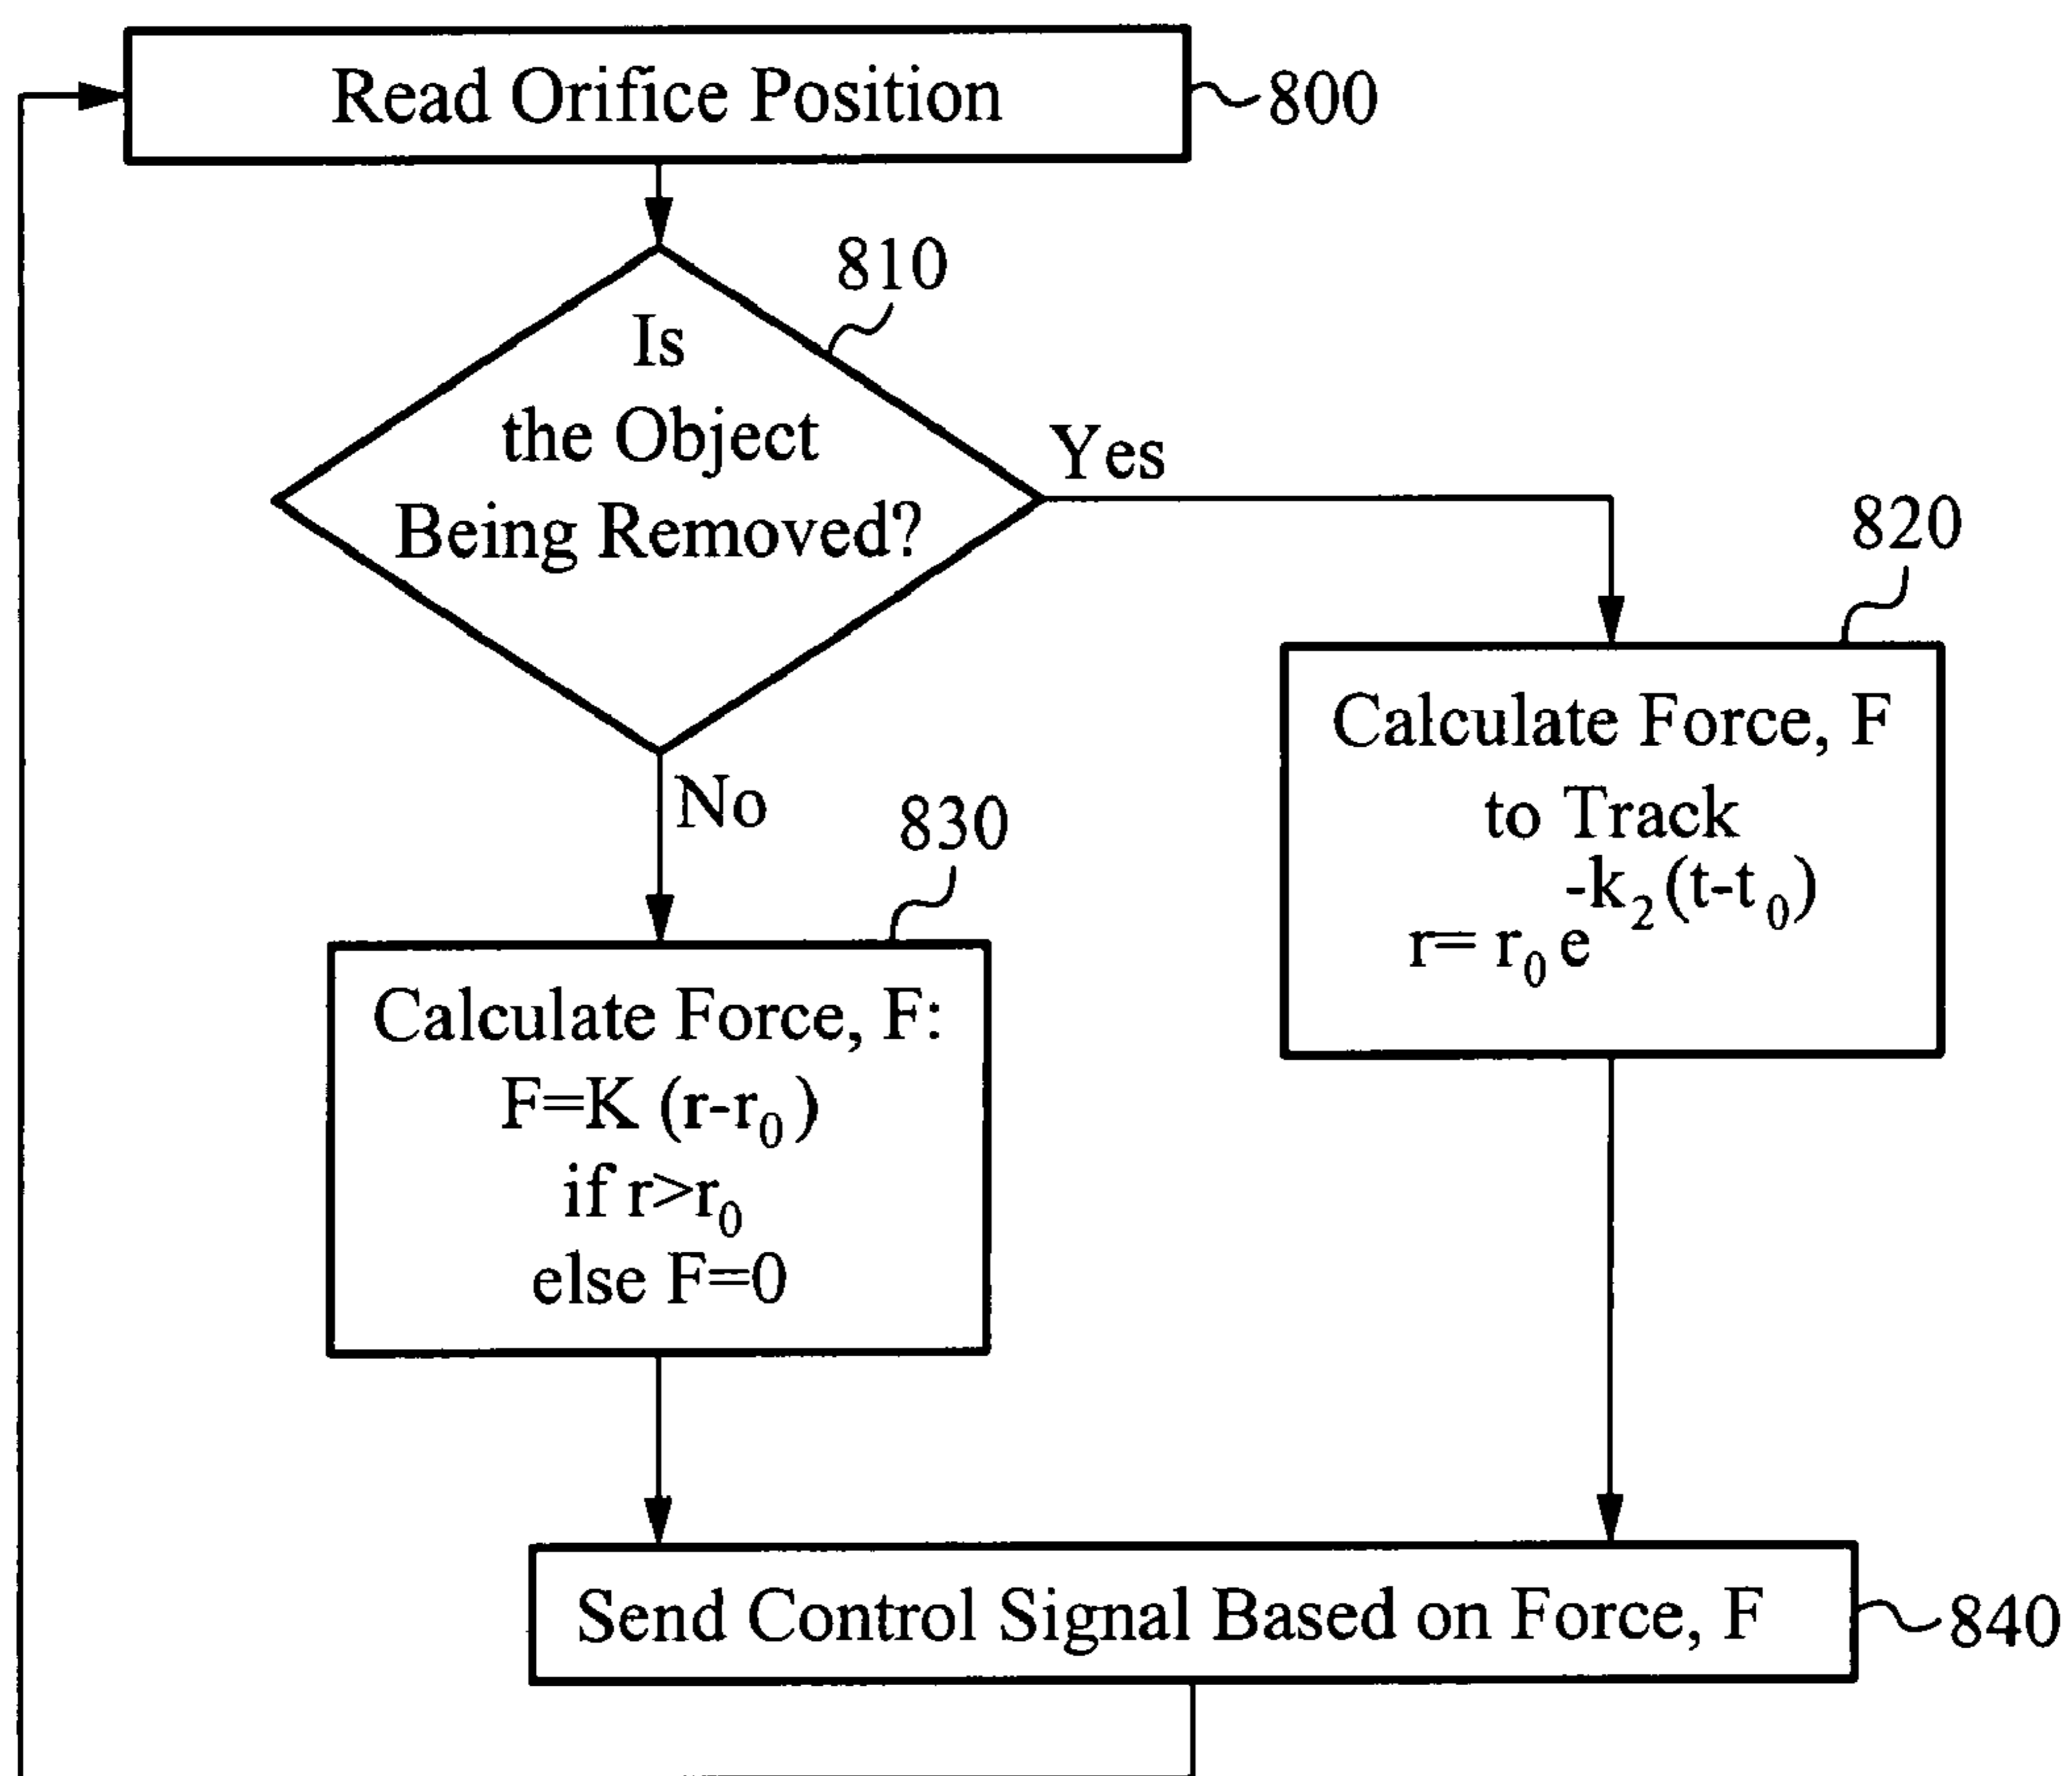 Read Orifice Position
800
810
Is
the Object
Being Removed?
Yes
No
820
Calculate Force, F
to Track
-k₂(t-t₀)
r= r₀ e
830
Calculate Force, F:
F=K (r-r₀)
if r>r₀
else F=0
Send Control Signal Based on Force, F
840